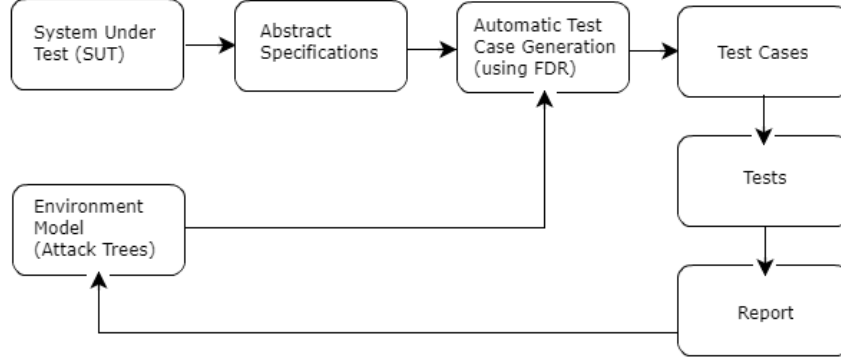 System Under
Test (SUT)
Abstract
Specifications
Automatic Test
Case Generation
(using FDR)
Test Cases
Tests
Environment
Model
(Attack Trees)
Report